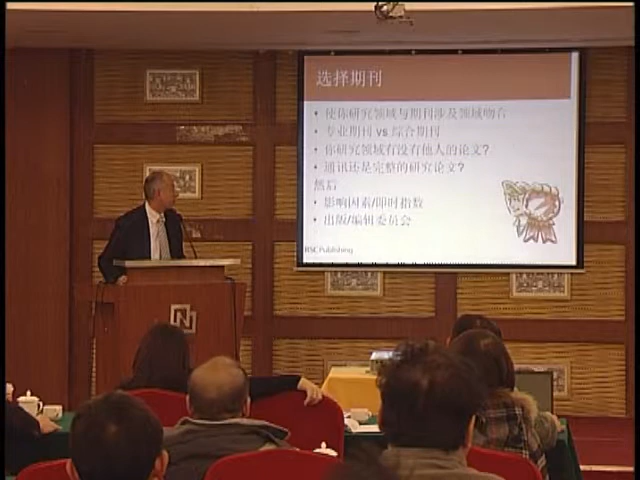 选择期刊
• 使你研究领域与期刊涉及领域吻合
• 专业期刊 vs 综合期刊
• 你研究领域有没有他人的论文?
• 通讯还是完整的研究论文?
然后
• 影响因素/即时指数
• 出版/编辑委员会
RSC Publishing
N